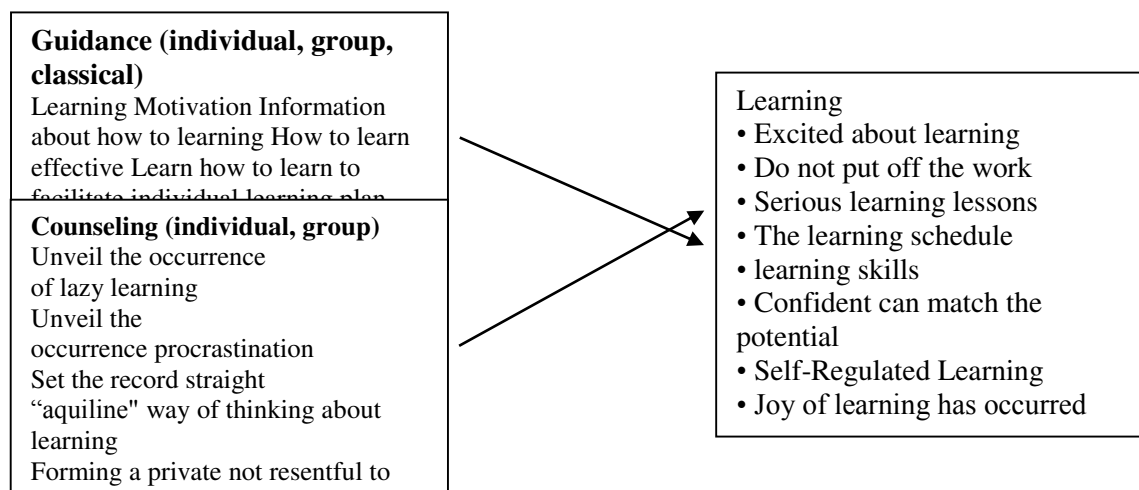 Guidance (individual, group,
classical)
Learning Motivation Information
about how to learning How to learn
effective Learn how to learn to
facilitate individual learning plan
Counseling (individual, group)
Unveil the occurrence
of lazy learning
Unveil the
occurrence procrastination
Set the record straight
“aquiline" way of thinking about
learning
Forming a private not resentful to
Learning
• Excited about learning
• Do not put off the work
• Serious learning lessons
• The learning schedule
• learning skills
• Confident can match the
potential
• Self-Regulated Learning
• Joy of learning has occurred